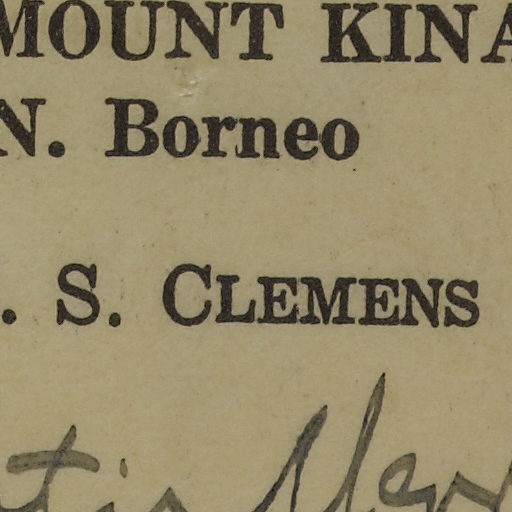 MOUNT KINA
N. Borneo
. S. CLEMENS